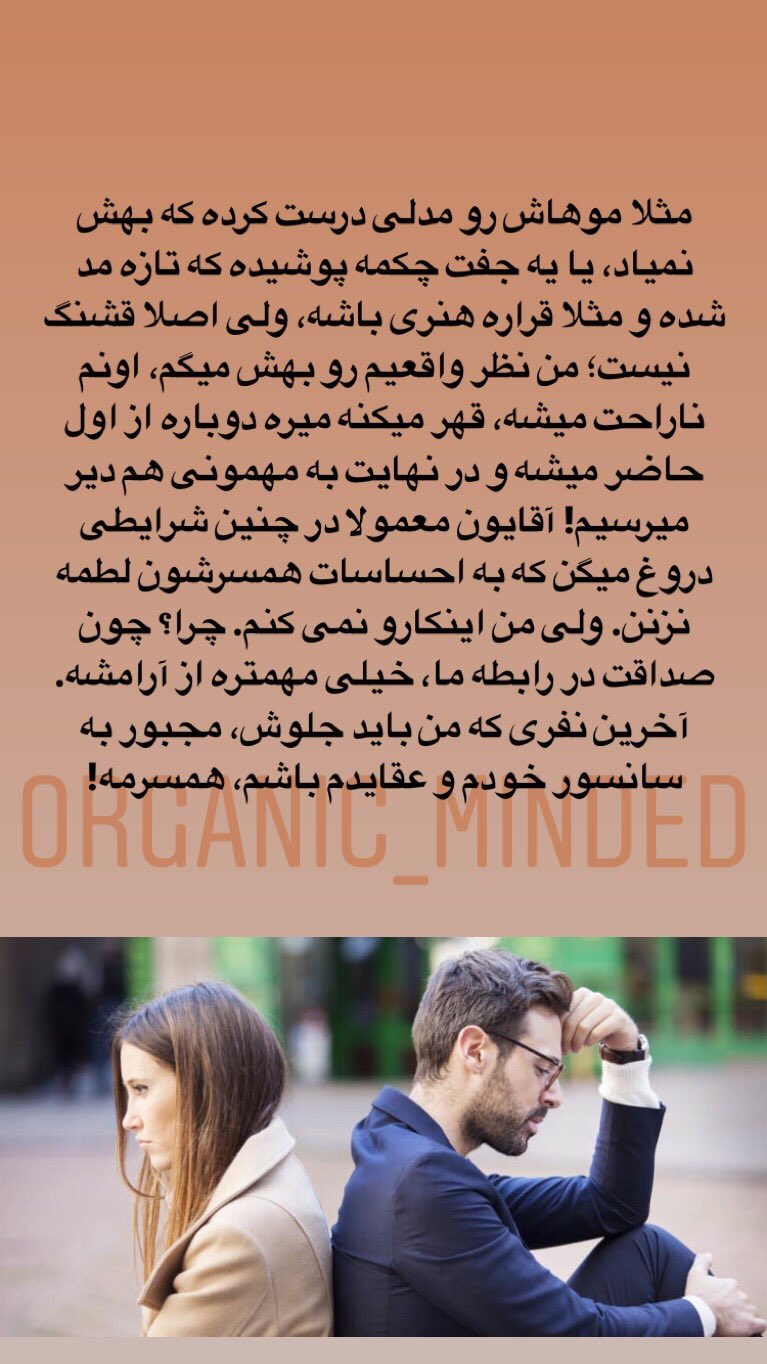 مثلا موهاش رو مدلی درست کرده که بهش
نمیاد، یا یه جفت چکمه پوشیده که تازه مد
شده و مثلا قراره هنری باشه، ولی اصلا قشنگ
نیست؛ من نظر واقعیم رو بهش میگم، اونم
ناراحت میشه، قهر میکنه میره دوباره از اول
حاضر میشه و در نهایت به مهمونی هم دیر
میرسیم! آقایون معمولا در چنین شرایطی
دروغ میگن که به احساسات همسرشون لطمه
نزنن. ولی من اینکارو نمی کنم. چرا؟ چون
صداقت در رابطه ما، خیلی مهمتره از آرامشه.
آخرین نفری که من باید جلوش، مجبور به
سانسور خودم و عقایدم باشم، همسرمه!
ORGANIC_MINDED